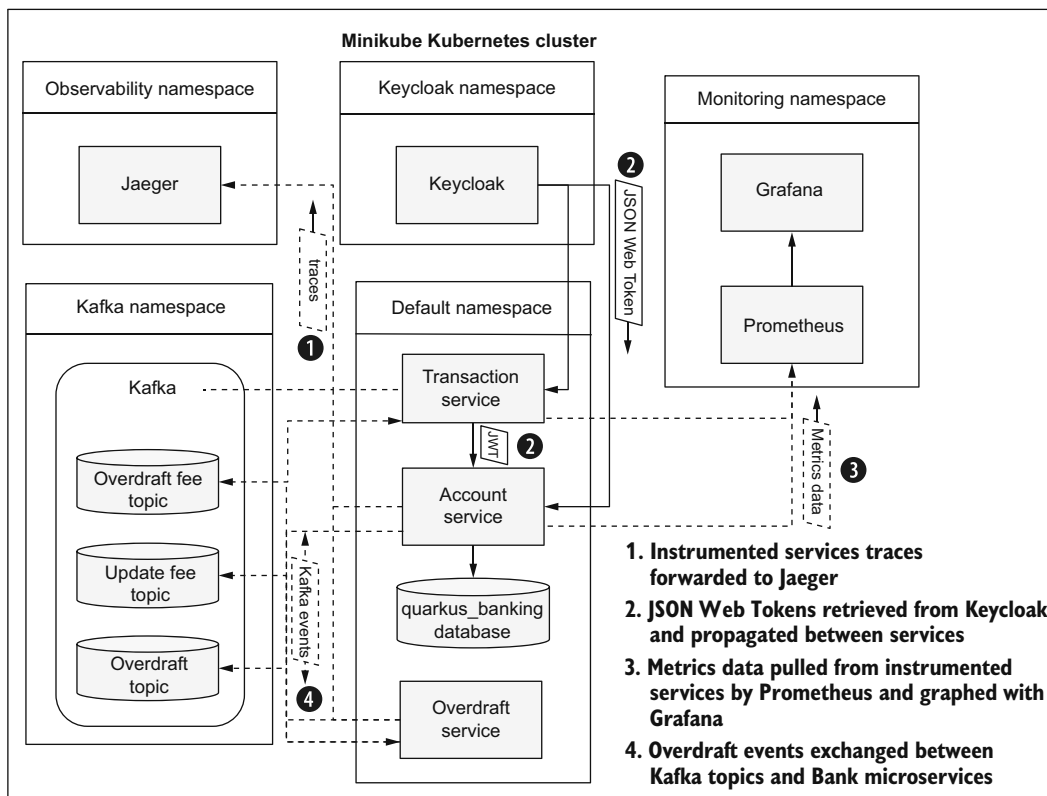 Minikube Kubernetes cluster
Observability namespace
Jaeger
Keycloak namespace
Keycloak
Monitoring namespace
Grafana
Prometheus
2
JSON Web Token
traces
1
Kafka namespace
Kafka
Overdraft fee
topic
Update fee
topic
Overdraft
topic
Default namespace
Transaction
service
JWT
2
Account
service
quarkus_banking
database
Overdraft
service
Kafka events
4
Metrics data
3
1. Instrumented services traces
forwarded to Jaeger
2. JSON Web Tokens retrieved from Keycloak
and propagated between services
3. Metrics data pulled from instrumented
services by Prometheus and graphed with
Grafana
4. Overdraft events exchanged between
Kafka topics and Bank microservices